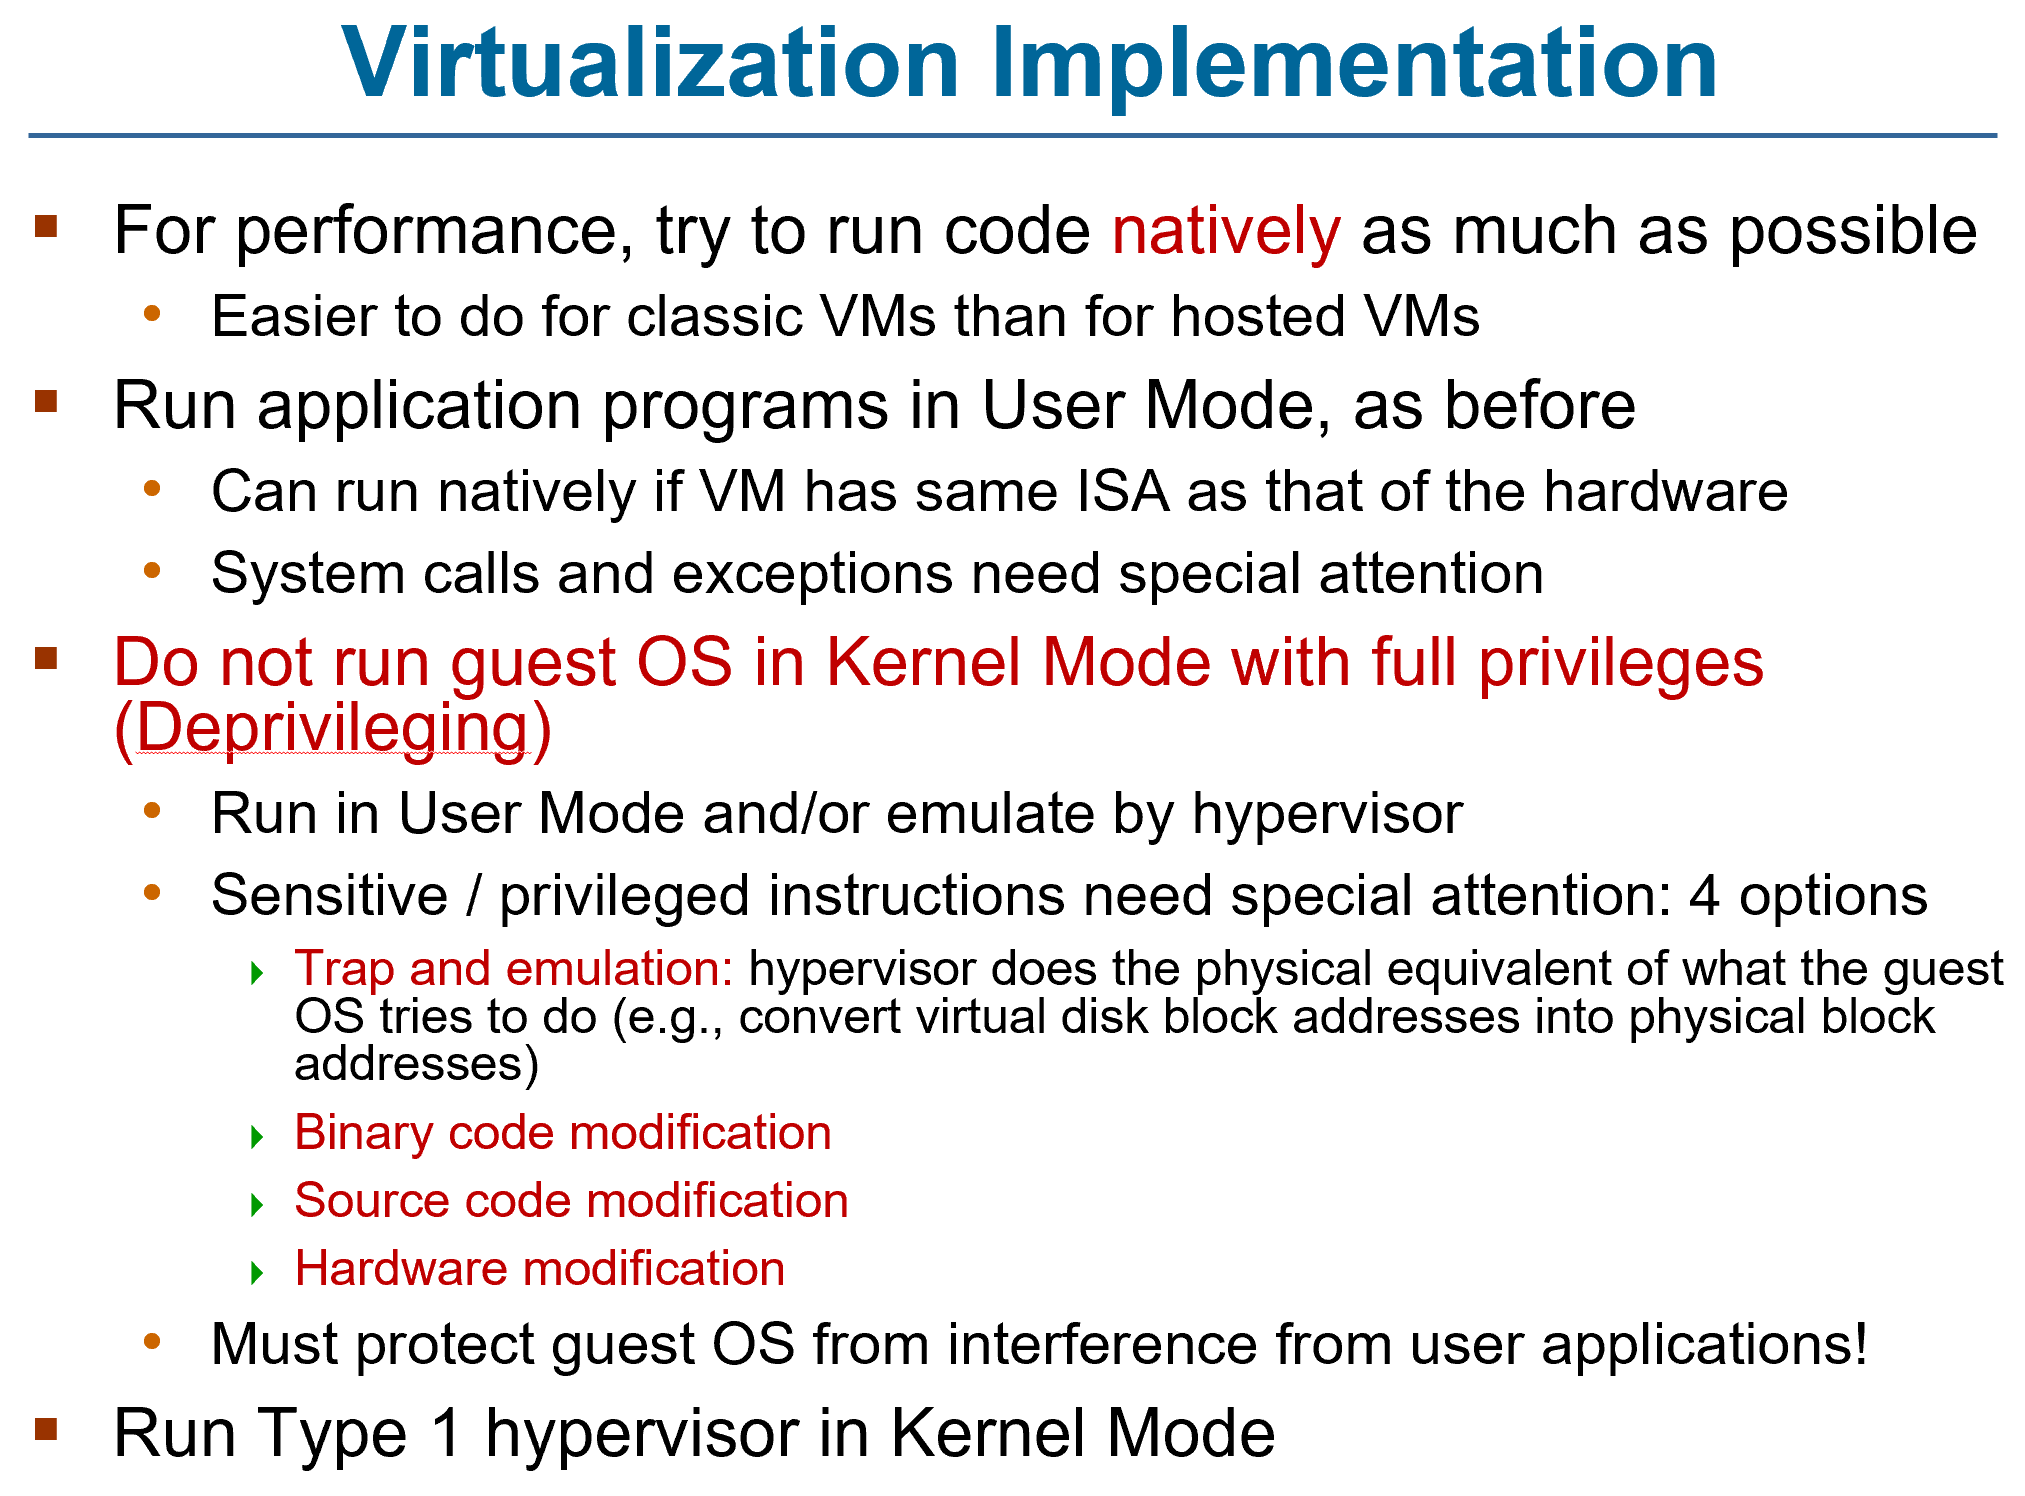 Virtualization Implementation
For performance, try to run code natively as much as possible
Easier to do for classic VMs than for hosted VMs
Run application programs in User Mode, as before
Can run natively if VM has same ISA as that of the hardware
System calls and exceptions need special attention
Do not run guest OS in Kernel Mode with full privileges
(Deprivileging)
Run in User Mode and/or emulate by hypervisor
Sensitive / privileged instructions need special attention: 4 options
Trap and emulation: hypervisor does the physical equivalent of what the guest
OS tries to do (e.g., convert virtual disk block addresses into physical block
addresses)
Binary code modification
Source code modification
Hardware modification
Must protect guest OS from interference from user applications!
Run Type 1 hypervisor in Kernel Mode